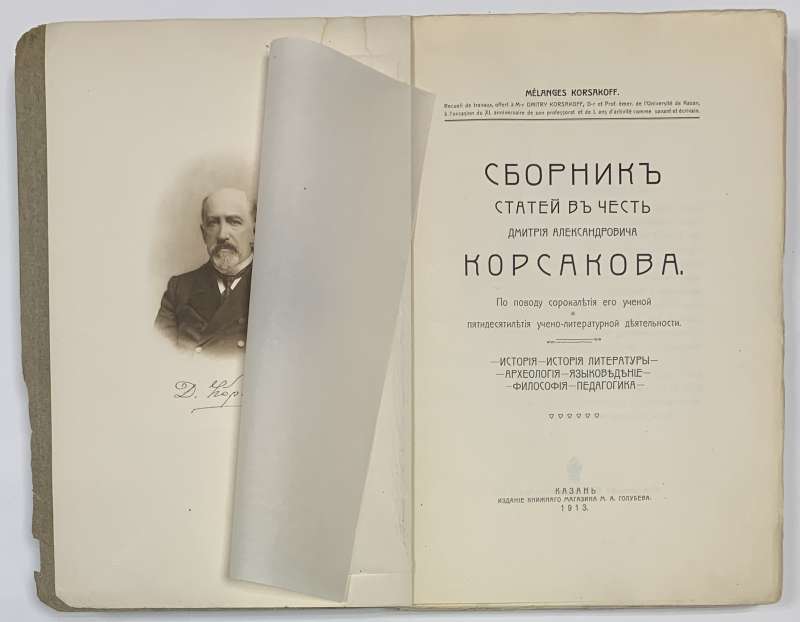 Д. Кор
MÉLANGES KORSAKOFF.
Recueil de travaux, offert à M-r DMITRY KORSAKOFF, D-r et Prof. émer. de l'Université de Kasan,
à l'occasion du XL anniversaire de son professorat et de L ans d'activité comme savant et écrivain.
СБОРНИКЪ
СТАТЕЙ ВЪ ЧЕСТЬ
ДМИТРІЯ АЛЕКСАНДРОВИЧА
КОРСАКОВА.
По поводу сорокалѣтія его ученой
и
пятидесятилѣтія учено-литературной дѣятельности.
—ИСТОРІЯ—ИСТОРІЯ ЛИТЕРАТУРЫ—
—АРХЕОЛОГІЯ—ЯЗЫКОВѢДѢНІЕ—
—ФИЛОСОФІЯ—ПЕДАГОГИКА—
КАЗАНЬ
ИЗДАНІЕ КНИЖНАГО МАГАЗИНА М. А. ГОЛУБЕВА.
1913.